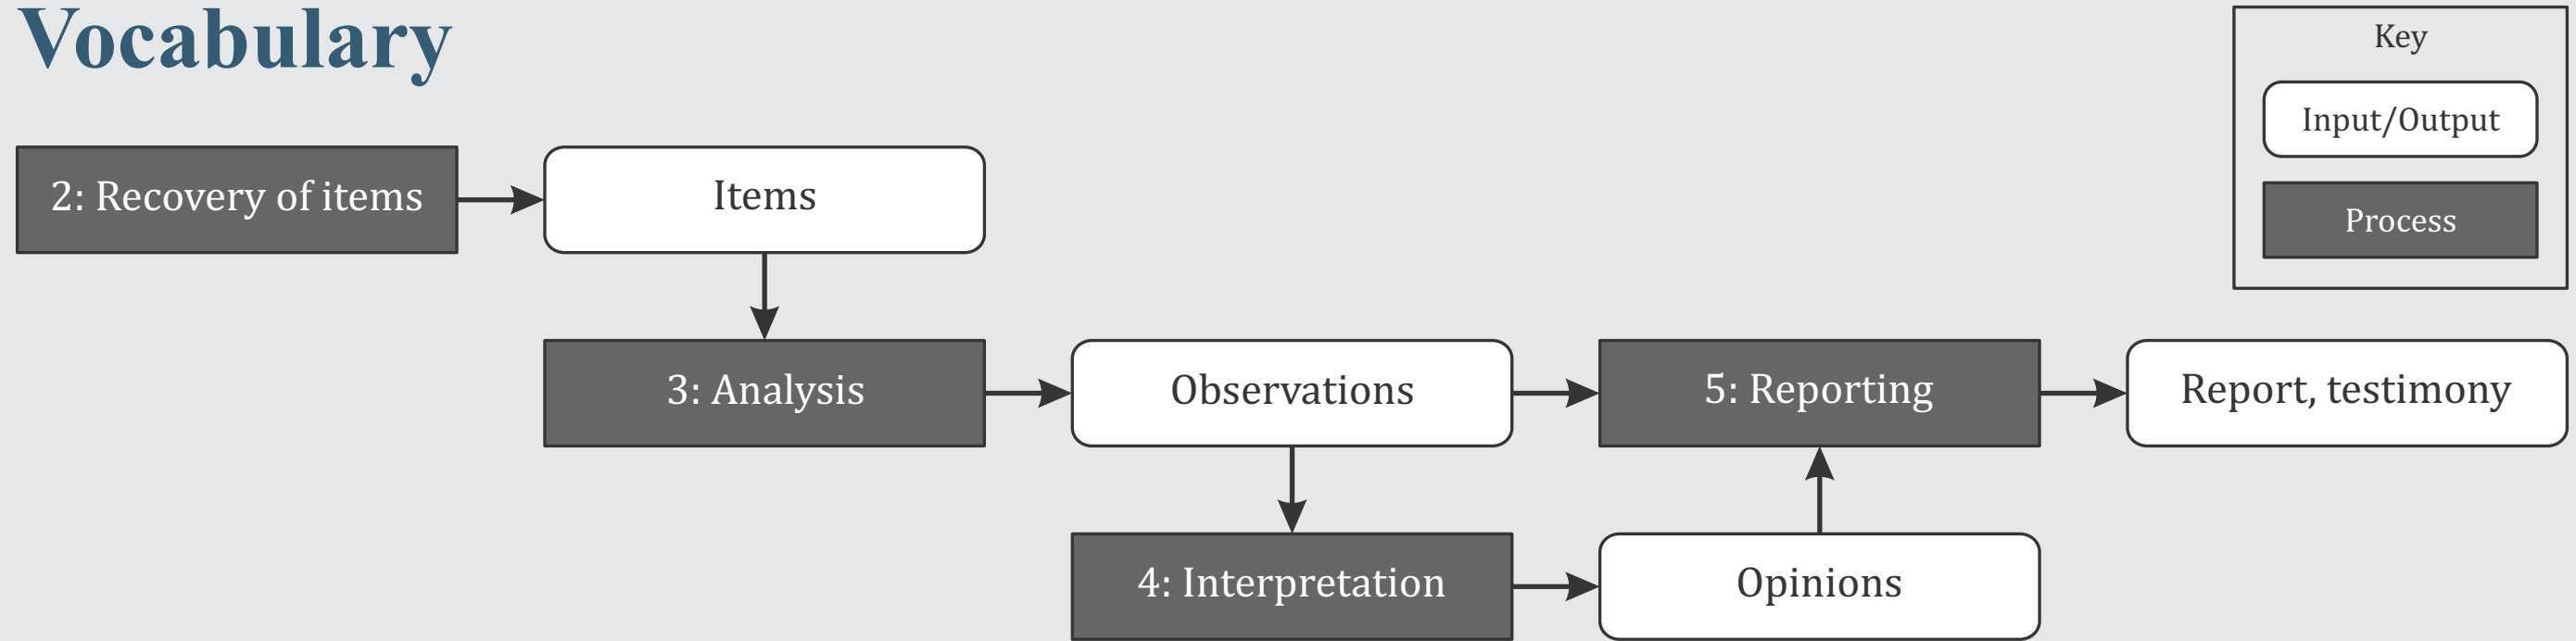 Vocabulary
Key
Input/Output
Process
2: Recovery of items
Items
3: Analysis
Observations
5: Reporting
Report, testimony
4: Interpretation
Opinions